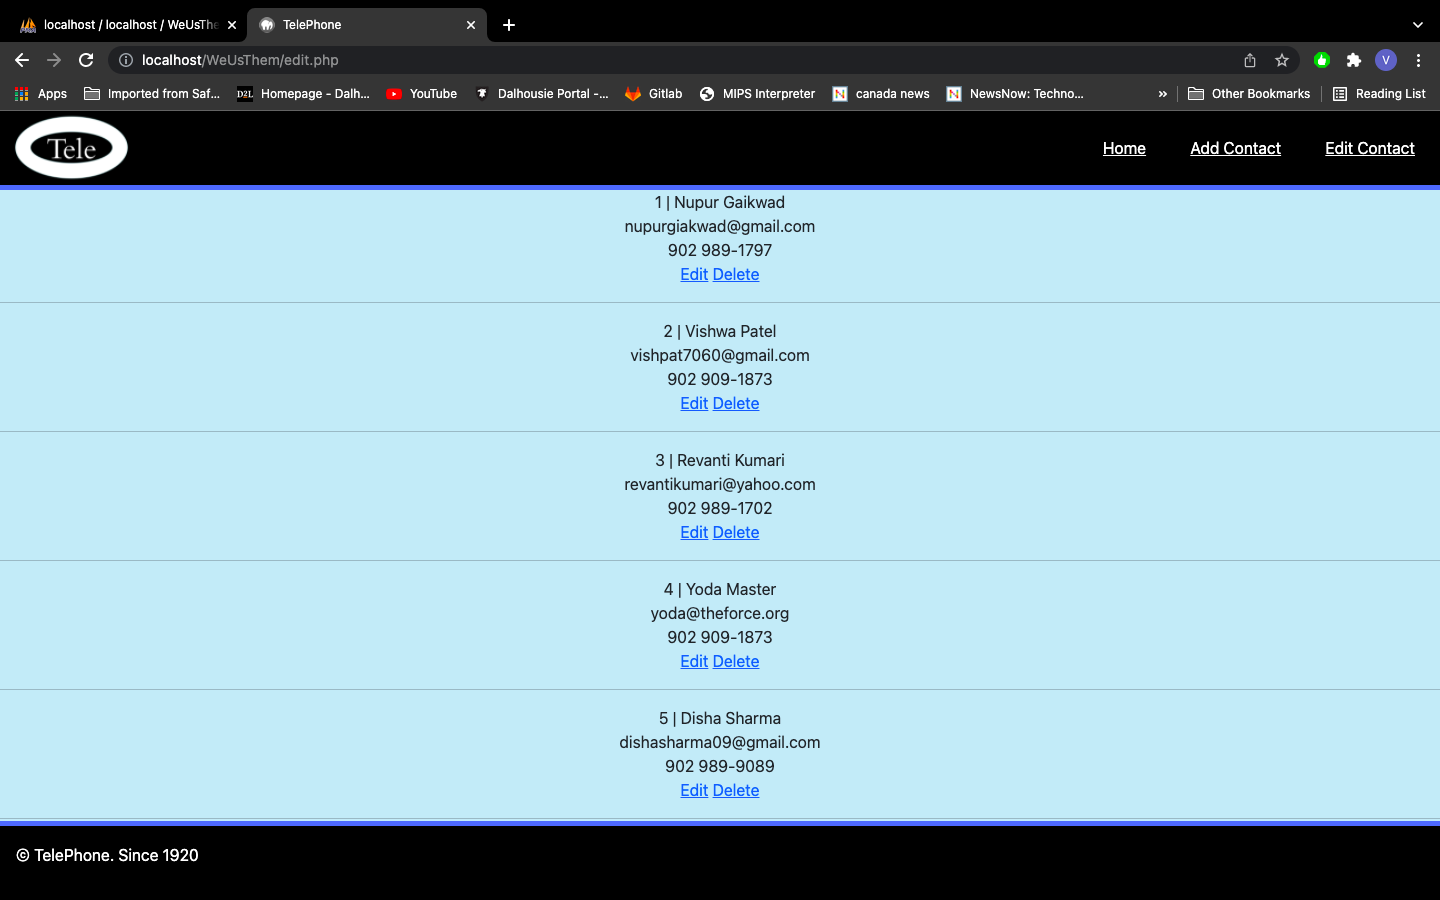 localhost / localhost / WeUsThe
TelePhone
localhost/WeUsThem/edit.php
V
Apps
Imported from Saf...
D2L
Homepage - Dalh...
YouTube
Dalhousie Portal -...
Gitlab
MIPS Interpreter
N
canada news
N
NewsNow: Techno...
»
Other Bookmarks
Reading List
Tele
Home
Add Contact
Edit Contact
1 | Nupur Gaikwad
nupurgiakwad@gmail.com
902 989-1797
Edit Delete
2 | Vishwa Patel
vishpat7060@gmail.com
902 909-1873
Edit Delete
3 | Revanti Kumari
revantikumari@yahoo.com
902 989-1702
Edit Delete
4 | Yoda Master
yoda@theforce.org
902 909-1873
Edit Delete
5 | Disha Sharma
dishasharma09@gmail.com
902 989-9089
Edit Delete
© TelePhone. Since 1920